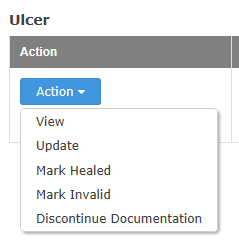 Ulcer
Action
Action
View
Update
Mark Healed
Mark Invalid
Discontinue Documentation